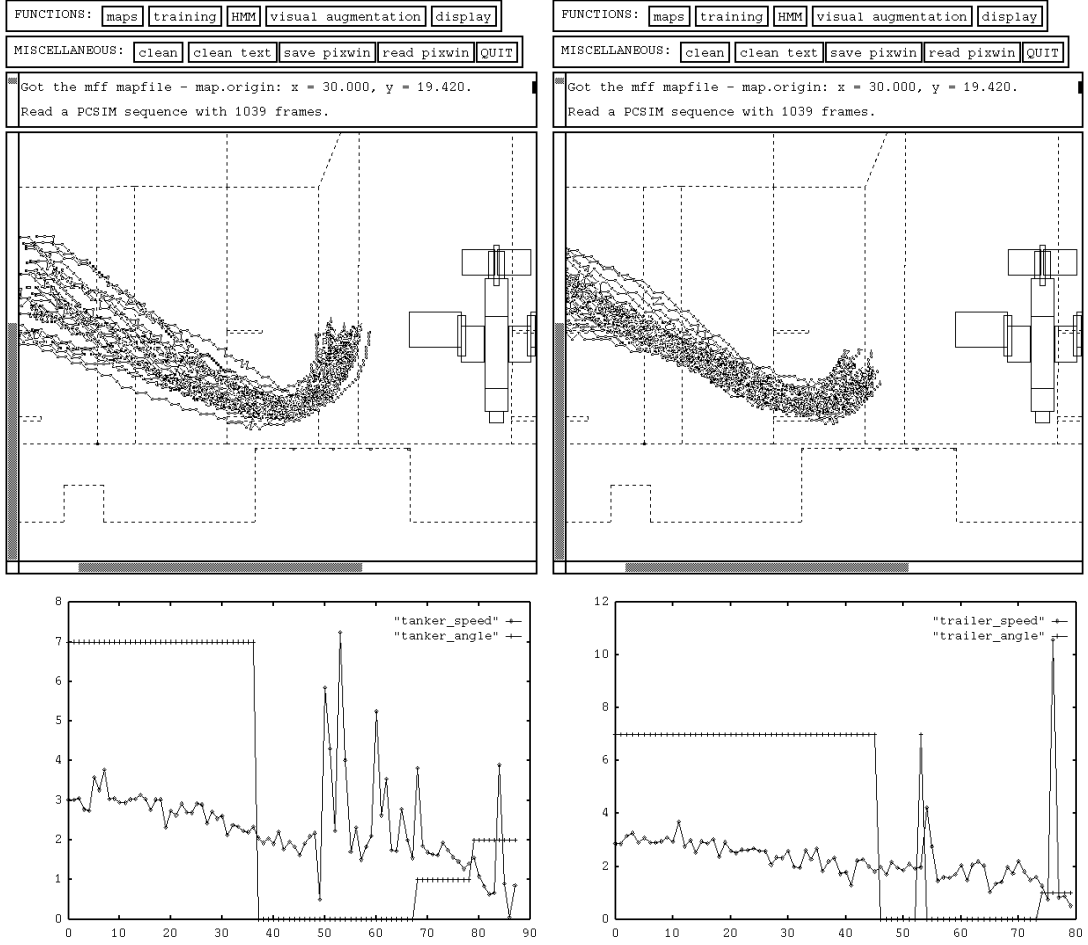 FUNCTIONS: maps training HMM visual augmentation display
MISCELLANEOUS: clean clean text save pixwin read pixwin QUIT
Got the mff mapfile - map.origin: x = 30.000, y = 19.420.
Read a PCSIM sequence with 1039 frames.
FUNCTIONS: maps training HMM visual augmentation display
MISCELLANEOUS: clean clean text save pixwin read pixwin QUIT
Got the mff mapfile - map.origin: x = 30.000, y = 19.420.
Read a PCSIM sequence with 1039 frames.
8
7
6
5
4
3
2
1
0
"tanker_speed"
"tanker_angle"
0 10 20 30 40 50 60 70 80 90
12
10
8
6
4
2
0
"trailer_speed"
"trailer_angle"
0 10 20 30 40 50 60 70 80